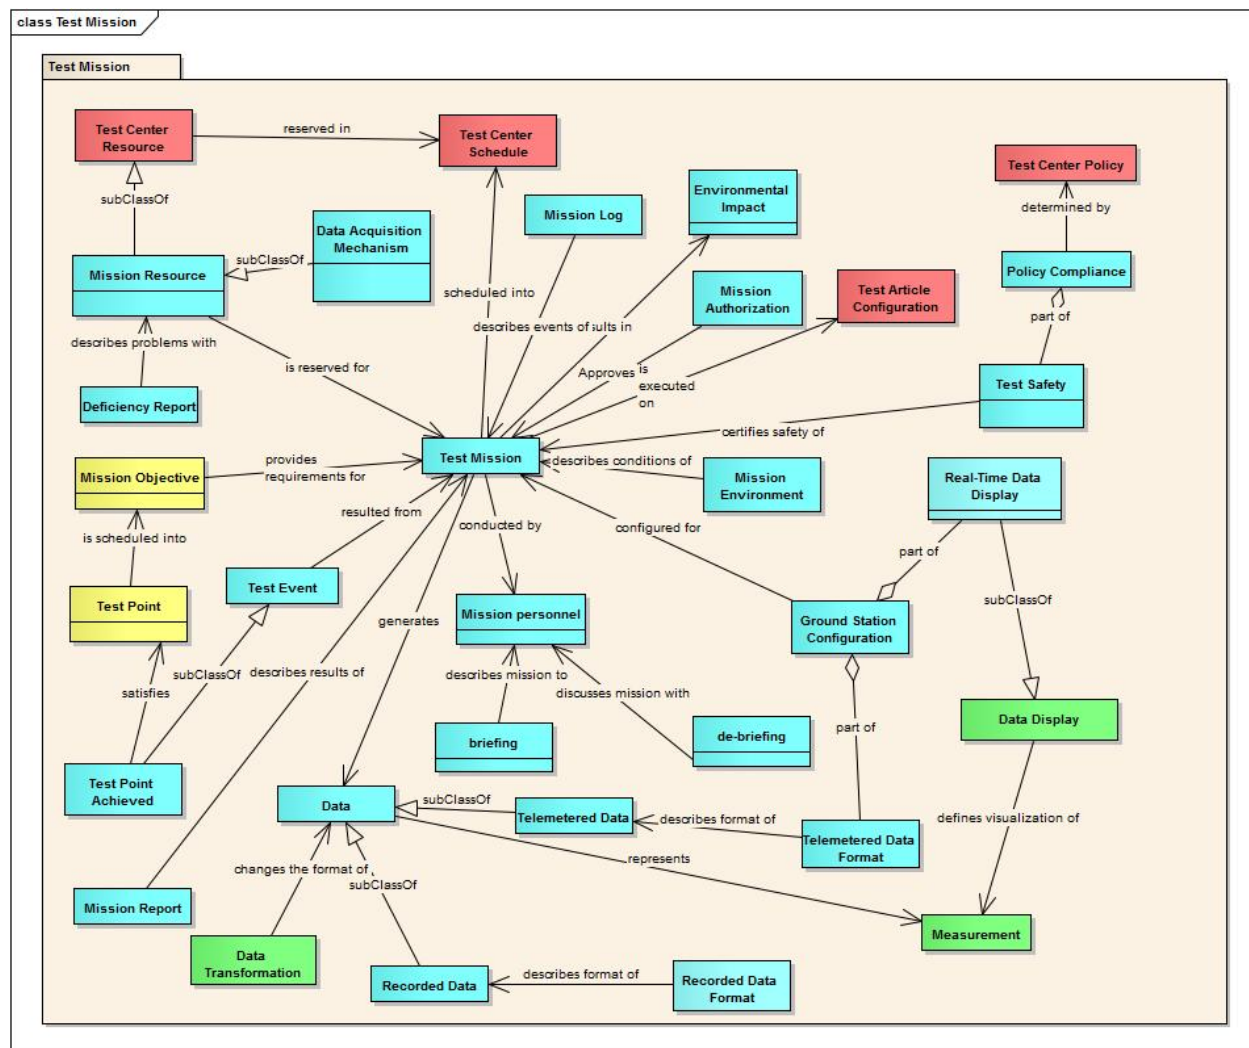 class Test Mission
Test Mission
Test Center
Resource
reserved in
Test Center
Schedule
Test Center Policy
subClassOf
Environmental
Impact
Mission Log
determined by
Data Acquisition
Mechanism
subClassOf
Mission Resource
Policy Compliance
Mission
Authorization
Test Article
Configuration
scheduled into
part of
describes events of
sults in
describes problems with
is reserved for
Approves
is
executed
on
Test Safety
Deficiency Report
certifies safety of
Test Mission
provides
requirements for
Mission Objective
describes conditions of
Mission
Environment
Real-Time Data
Display
resulted from
conducted by
configured for
is scheduled into
part of
Test Event
Test Point
Mission personnel
Ground Station
Configuration
subClassOf
generates
subClassOf
describes results of
satisfies
describes mission to
discusses mission with
Data Display
part of
briefing
de-briefing
Test Point
Achieved
Data
subClassOf
Telemetered Data
describes format of
defines visualization of
Telemetered Data
Format
represents
changes the format of
subClassOf
Mission Report
Measurement
Data
Transformation
Recorded Data
describes format of
Recorded Data
Format